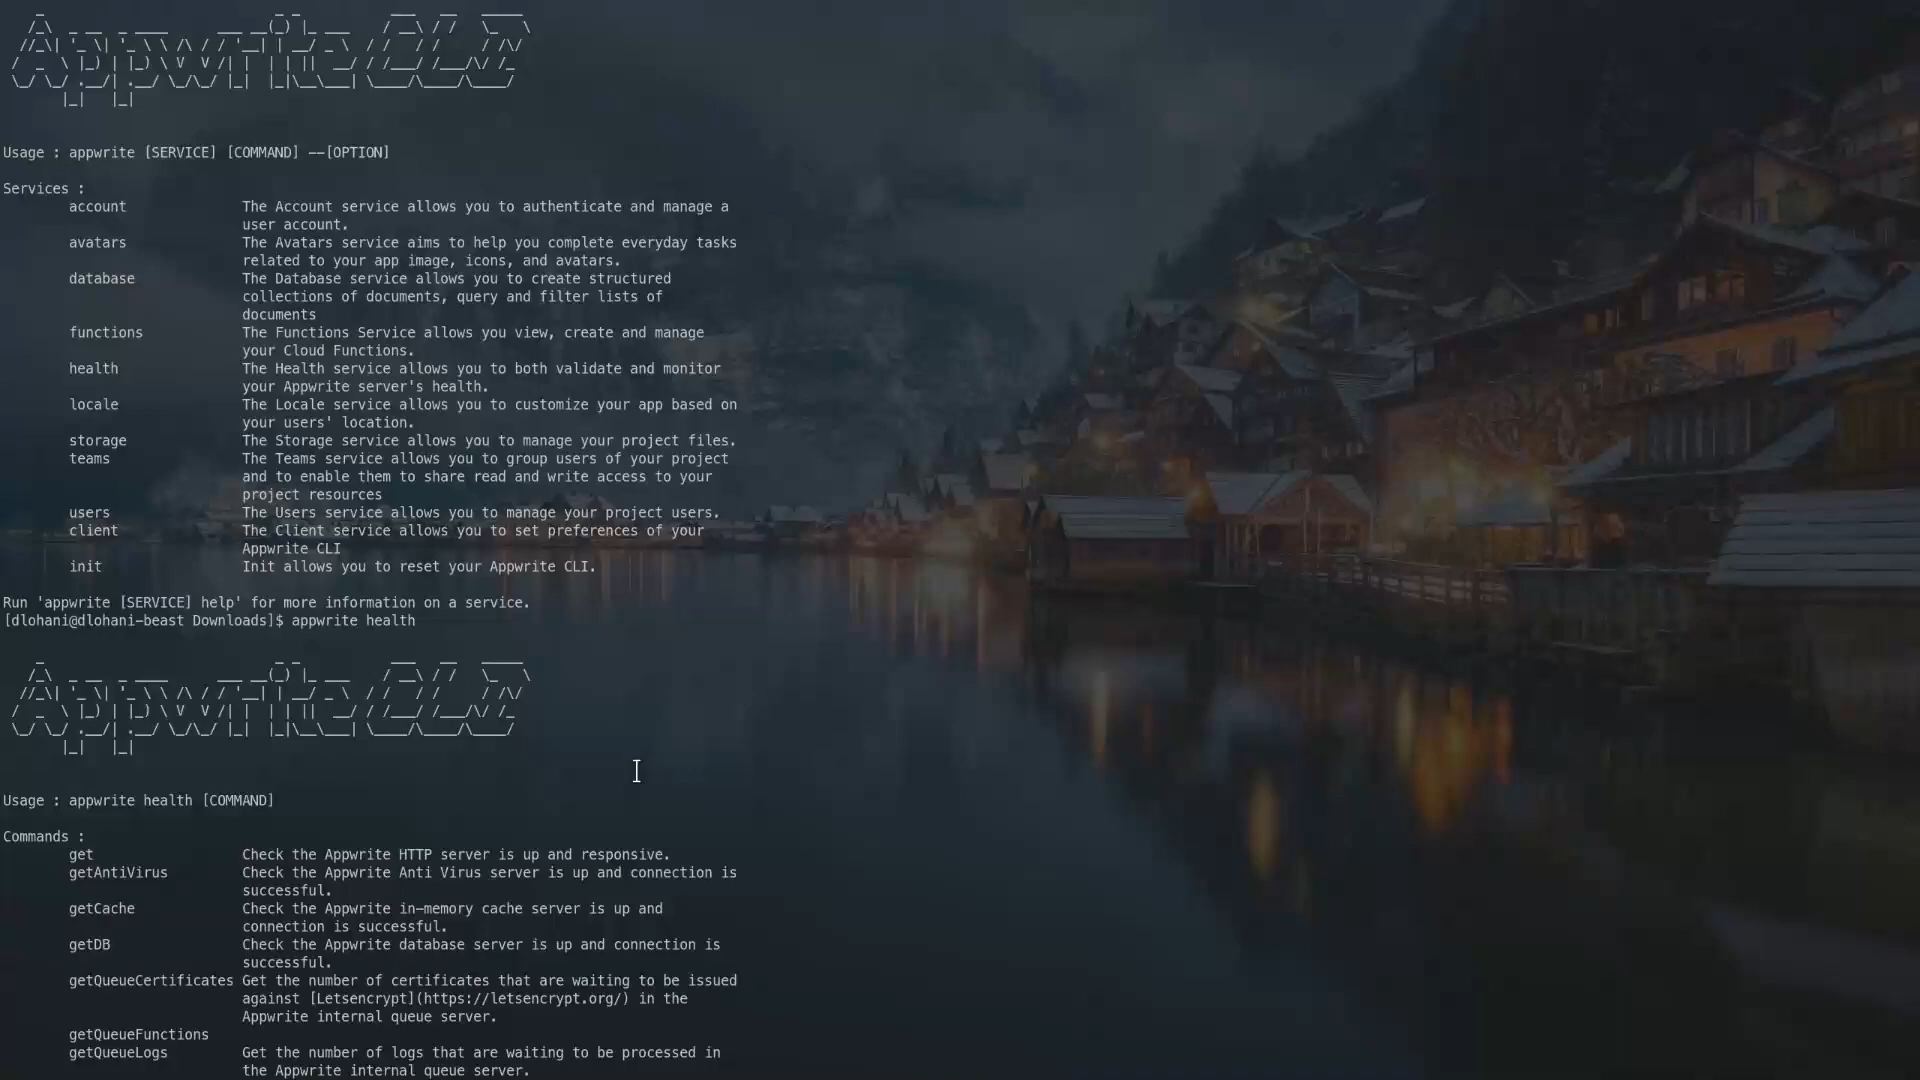 AppwriteCLI
Usage : appwrite [SERVICE] [COMMAND] --[OPTION]
Services :
account The Account service allows you to authenticate and manage a
user account.
avatars The Avatars service aims to help you complete everyday tasks
related to your app image, icons, and avatars.
database The Database service allows you to create structured
collections of documents, query and filter lists of
documents
functions The Functions Service allows you view, create and manage
your Cloud Functions.
health The Health service allows you to both validate and monitor
your Appwrite server's health.
locale The Locale service allows you to customize your app based on
your users' location.
storage The Storage service allows you to manage your project files.
teams The Teams service allows you to group users of your project
and to enable them to share read and write access to your
project resources
users The Users service allows you to manage your project users.
client The Client service allows you to set preferences of your
Appwrite CLI
init Init allows you to reset your Appwrite CLI.
Run 'appwrite [SERVICE] help' for more information on a service.
[dlohani@dlohani-beast Downloads]$ appwrite health
AppwriteCLI
Usage : appwrite health [COMMAND]
Commands :
get Check the Appwrite HTTP server is up and responsive.
getAntiVirus Check the Appwrite Anti Virus server is up and connection is
successful.
getCache Check the Appwrite in-memory cache server is up and
connection is successful.
getDB Check the Appwrite database server is up and connection is
successful.
getQueueCertificates Get the number of certificates that are waiting to be issued
against [Letsencrypt](https://letsencrypt.org/) in the
Appwrite internal queue server.
getQueueFunctions
getQueueLogs Get the number of logs that are waiting to be processed in
the Appwrite internal queue server.